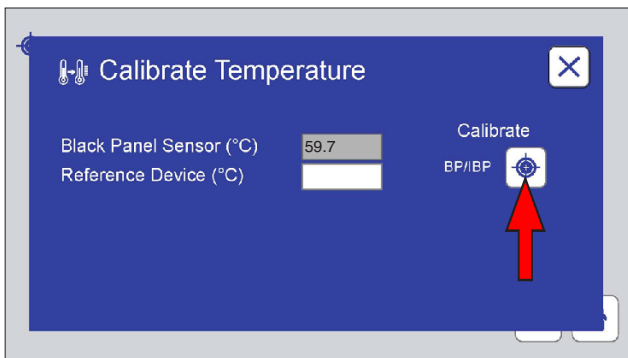 Calibrate Temperature
Calibrate
Black Panel Sensor (°C) 59.7
BP/IBP
Reference Device (°C)